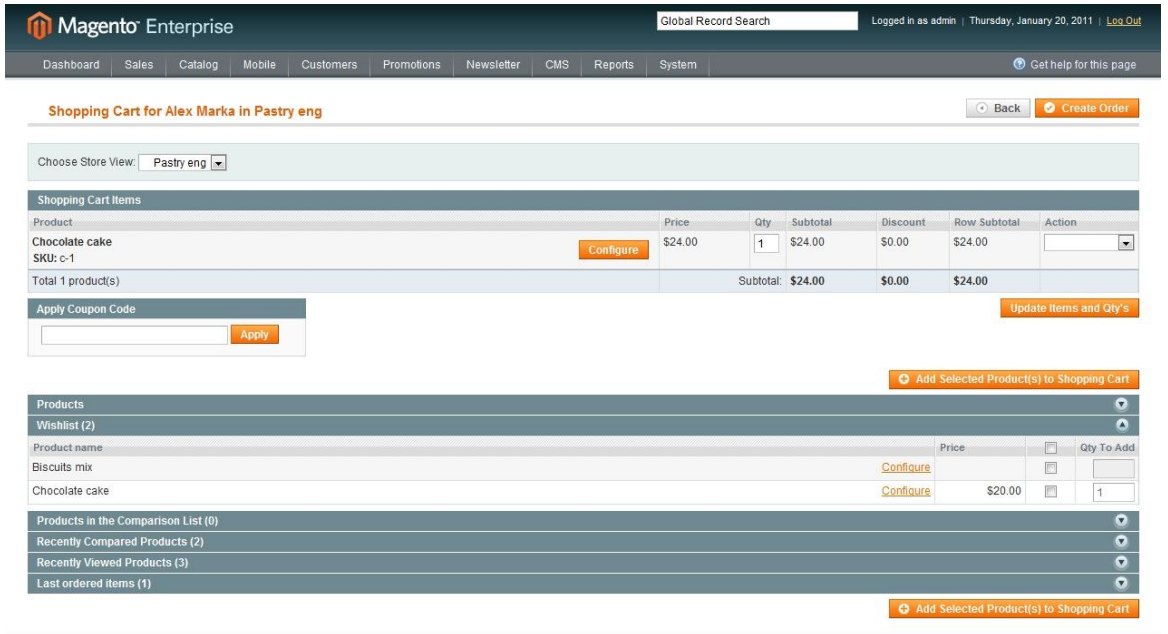 Magento Enterprise
Global Record Search
Logged in as admin | Thursday, January 20, 2011 | Log Out
Dashboard Sales Catalog Mobile Customers Promotions Newsletter CMS Reports System Get help for this page
Shopping Cart for Alex Marka in Pastry eng Back Create Order
Choose Store View: Pastry eng
Shopping Cart Items
Product Price Qty Subtotal Discount Row Subtotal Action
Chocolate cake Configure $24.00 1 $24.00 $0.00 $24.00
SKU: c-1
Total 1 product(s) Subtotal: $24.00 $0.00 $24.00
Apply Coupon Code Update Items and Qty's
Apply
Add Selected Product(s) to Shopping Cart
Products
Wishlist (2)
Product name Price Qty To Add
Biscuits mix Configure
Chocolate cake Configure $20.00 1
Products in the Comparison List (0)
Recently Compared Products (2)
Recently Viewed Products (3)
Last ordered items (1)
Add Selected Product(s) to Shopping Cart